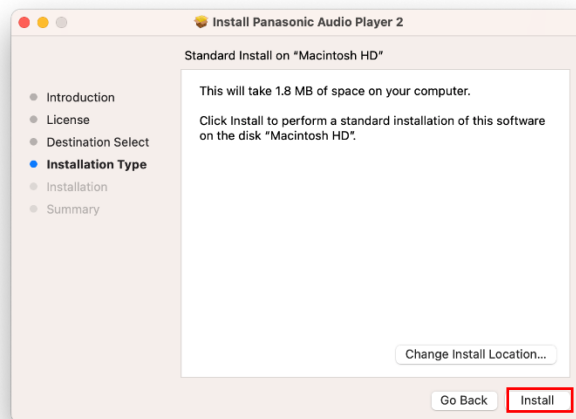 Install Panasonic Audio Player 2
Standard Install on “Macintosh HD”
Introduction
License
Destination Select
Installation Type
Installation
Summary
This will take 1.8 MB of space on your computer.
Click Install to perform a standard installation of this software
on the disk “Macintosh HD”.
Change Install Location...
Go Back
Install